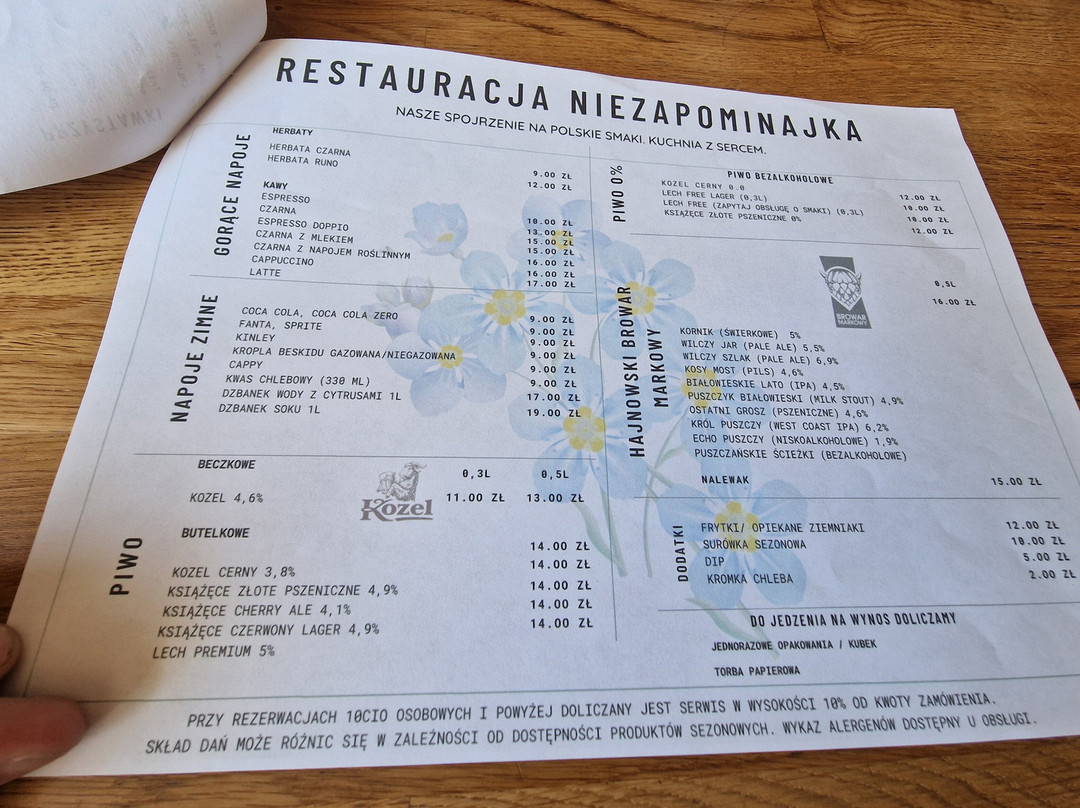 RESTAURACJA NIEZAPOMINAJKA
NASZE SPOJRZENIE NA POLSKIE SMAKI. KUCHNIA Z SERCEM.
GORĄCE NAPOJE
HERBATY
HERBATA CZARNA 9.00 ZŁ
HERBATA RUNO 12.00 ZŁ
KAWY
ESPRESSO 10.00 ZŁ
CZARNA 13.00 ZŁ
ESPRESSO DOPPIO 15.00 ZŁ
CZARNA Z MLEKIEM 15.00 ZŁ
CZARNA Z NAPOJEM ROŚLINNYM 16.00 ZŁ
CAPPUCCINO 16.00 ZŁ
LATTE 17.00 ZŁ
NAPOJE ZIMNE
COCA COLA, COCA COLA ZERO 9.00 ZŁ
FANTA, SPRITE 9.00 ZŁ
KINLEY 9.00 ZŁ
KROPLA BESKIDU GAZOWANA/NIEGAZOWANA 9.00 ZŁ
CAPPY 9.00 ZŁ
KWAS CHLEBOWY (330 ML) 9.00 ZŁ
DZBANEK WODY Z CYTRUSAMI 1L 17.00 ZŁ
DZBANEK SOKU 1L 19.00 ZŁ
PIWO
BECZKOWE 0,3L 0,5L
KOZEL 4,6% Kozel 11.00 ZŁ 13.00 ZŁ
BUTELKOWE
KOZEL CERNY 3,8% 14.00 ZŁ
KSIĄŻĘCE ZŁOTE PSZENICZNE 4,9% 14.00 ZŁ
KSIĄŻĘCE CHERRY ALE 4,1% 14.00 ZŁ
KSIĄŻĘCE CZERWONY LAGER 4,9% 14.00 ZŁ
LECH PREMIUM 5% 14.00 ZŁ
PIWO 0%
PIWO BEZALKOHOLOWE
KOZEL CERNY 0.0 12.00 ZŁ
LECH FREE LAGER (0,3L) 10.00 ZŁ
LECH FREE (ZAPYTAJ OBSŁUGĘ O SMAKI) (0,3L) 10.00 ZŁ
KSIĄŻĘCE ZŁOTE PSZENICZNE 0% 12.00 ZŁ
HAJNOWSKI BROWAR MARKOWY
BROWAR MARKOWY
0,5L
16.00 ZŁ
KORNIK (ŚWIERKOWE) 5%
WILCZY JAR (PALE ALE) 5,5%
WILCZY SZLAK (PALE ALE) 6,9%
KOSY MOST (PILS) 4,6%
BIAŁOWIESKIE LATO (IPA) 4,5%
PUSZCZYK BIAŁOWIESKI (MILK STOUT) 4,9%
OSTATNI GROSZ (PSZENICZNE) 4,6%
KRÓL PUSZCZY (WEST COAST IPA) 6,2%
ECHO PUSZCZY (NISKOALKOHOLOWE) 1,9%
PUSZCZAŃSKIE ŚCIEŻKI (BEZALKOHOLOWE)
NALEWAK 15.00 ZŁ
DODATKI
FRYTKI/ OPIEKANE ZIEMNIAKI 12.00 ZŁ
SURÓWKA SEZONOWA 10.00 ZŁ
DIP 5.00 ZŁ
KROMKA CHLEBA 2.00 ZŁ
DO JEDZENIA NA WYNOS DOLICZAMY
JEDNORAZOWE OPAKOWANIA / KUBEK
TORBA PAPIEROWA
PRZY REZERWACJACH 10CIO OSOBOWYCH I POWYŻEJ DOLICZANY JEST SERWIS W WYSOKOŚCI 10% OD KWOTY ZAMÓWIENIA.
SKŁAD DAŃ MOŻE RÓŻNIC SIĘ W ZALEŻNOŚCI OD DOSTĘPNOŚCI PRODUKTÓW SEZONOWYCH. WYKAZ ALERGENÓW DOSTĘPNY U OBSŁUGI.
PRZYSTAWKI